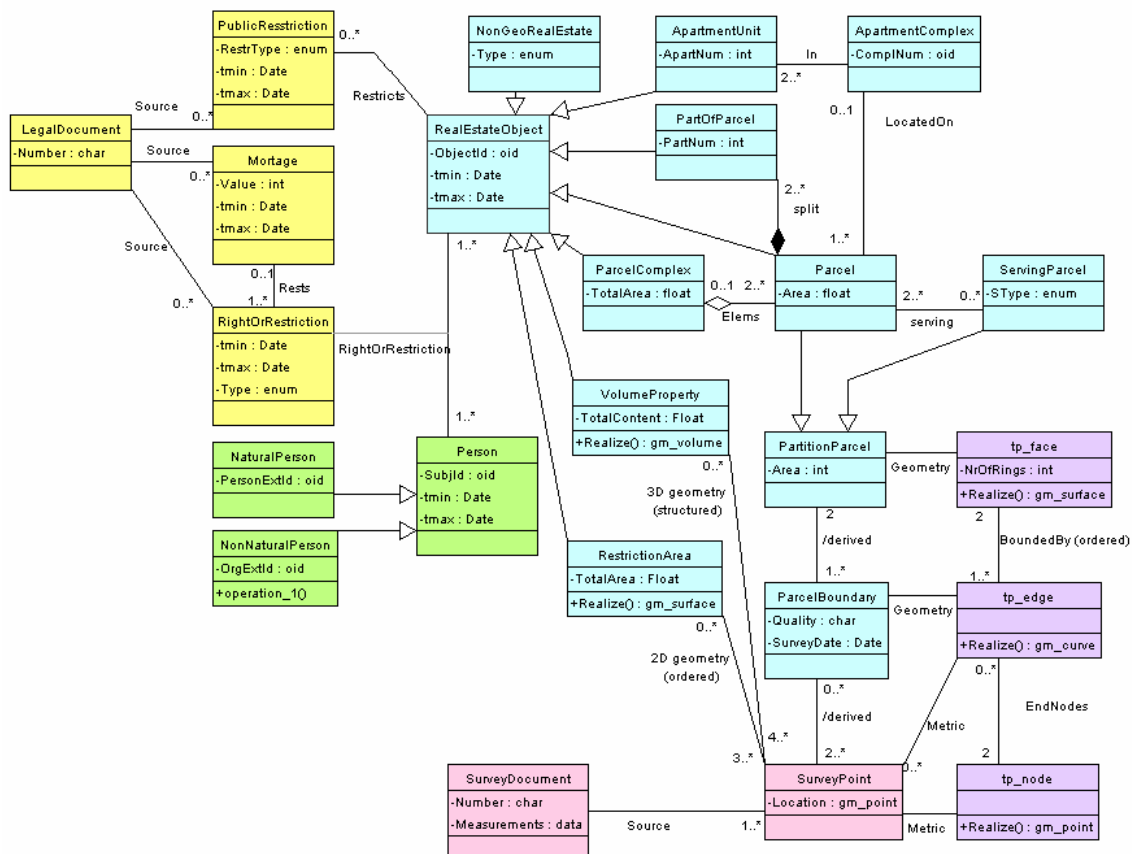 PublicResstriction
-RestrType : enum
-tmin : Date
-tmax : Date
0..*
Restricts
Source
0..*
LegalDocument
-Number : char
Source
0..*
Mortage
-Value : int
-tmin : Date
-tmax : Date
Source
0..*
0..1
Rests
1..*
RightOrRestriction
-tmin : Date
-tmax : Date
-Type : enum
RightOrRestriction
NonGeoRealEstate
-Type : enum
ApartmentUnit
-ApartNum : int
In
2..*
ApartmentComplex
-ComplNum : oid
0..1
LocatedOn
1..*
RealEstateObject
-ObjectId : oid
-tmin : Date
-tmax : Date
1..*
PartOfParcel
-PartNum : int
2..*
split
ParcelComplex
-TotalArea : float
0..1
2..*
Elems
Parcel
-Area : float
2..*
0..*
serving
ServingParcel
-SType : enum
VolumeProperty
-TotalContent : Float
+Realize() : gm_volume
0..*
3D geometry
(structured)
1..*
NaturalPerson
-PersonExtId : oid
Person
-SubjId : oid
-tmin : Date
-tmax : Date
NonNaturalPerson
-OrgExtId : oid
+operation_1()
PartitionParcel
-Area : int
Geometry
tp_face
-NrOfRings : int
+Realize() : gm_surface
2
/derived
1..*
2
BoundedBy (ordered)
1..*
RestrictionArea
-TotalArea : Float
+Realize() : gm_surface
0..*
2D geometry
(ordered)
ParcelBoundary
-Quality : char
-SurveyDate : Date
Geometry
tp_edge
+Realize() : gm_curve
0..*
/derived
2..*
0..*
EndNodes
2
Metric
0..*
4..*
3..*
SurveyDocument
-Number : char
-Measurements : data
Source
1..*
SurveyPoint
-Location : gm_point
Metric
tp_node
+Realize() : gm_point